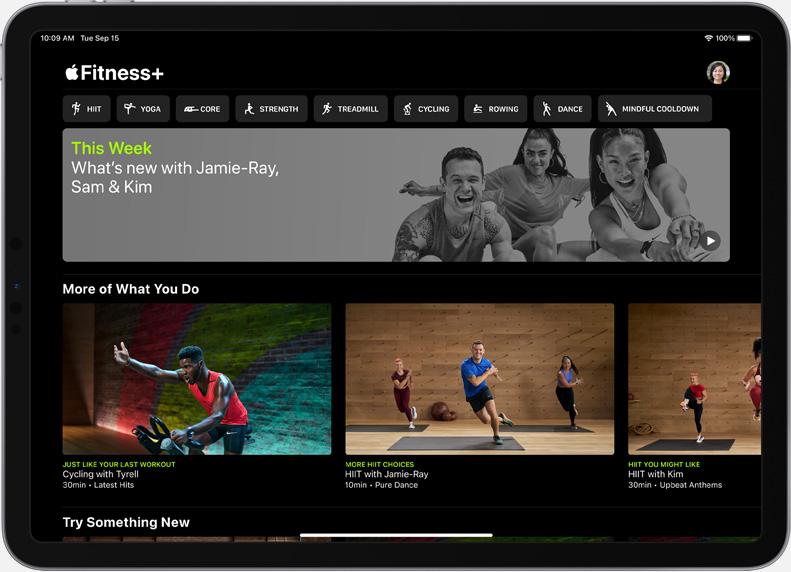 10:09 AM Tue Sep 15
100%
Fitness+
HIIT
YOGA
CORE
STRENGTH
TREADMILL
CYCLING
ROWING
DANCE
MINDFUL COOLDOWN
This Week
What's new with Jamie-Ray,
Sam & Kim
More of What You Do
JUST LIKE YOUR LAST WORKOUT
Cycling with Tyrell
30min • Latest Hits
MORE HIIT CHOICES
HIIT with Jamie-Ray
10min • Pure Dance
HIIT YOU MIGHT LIKE
HIIT with Kim
30min • Upbeat Anthems
Try Something New